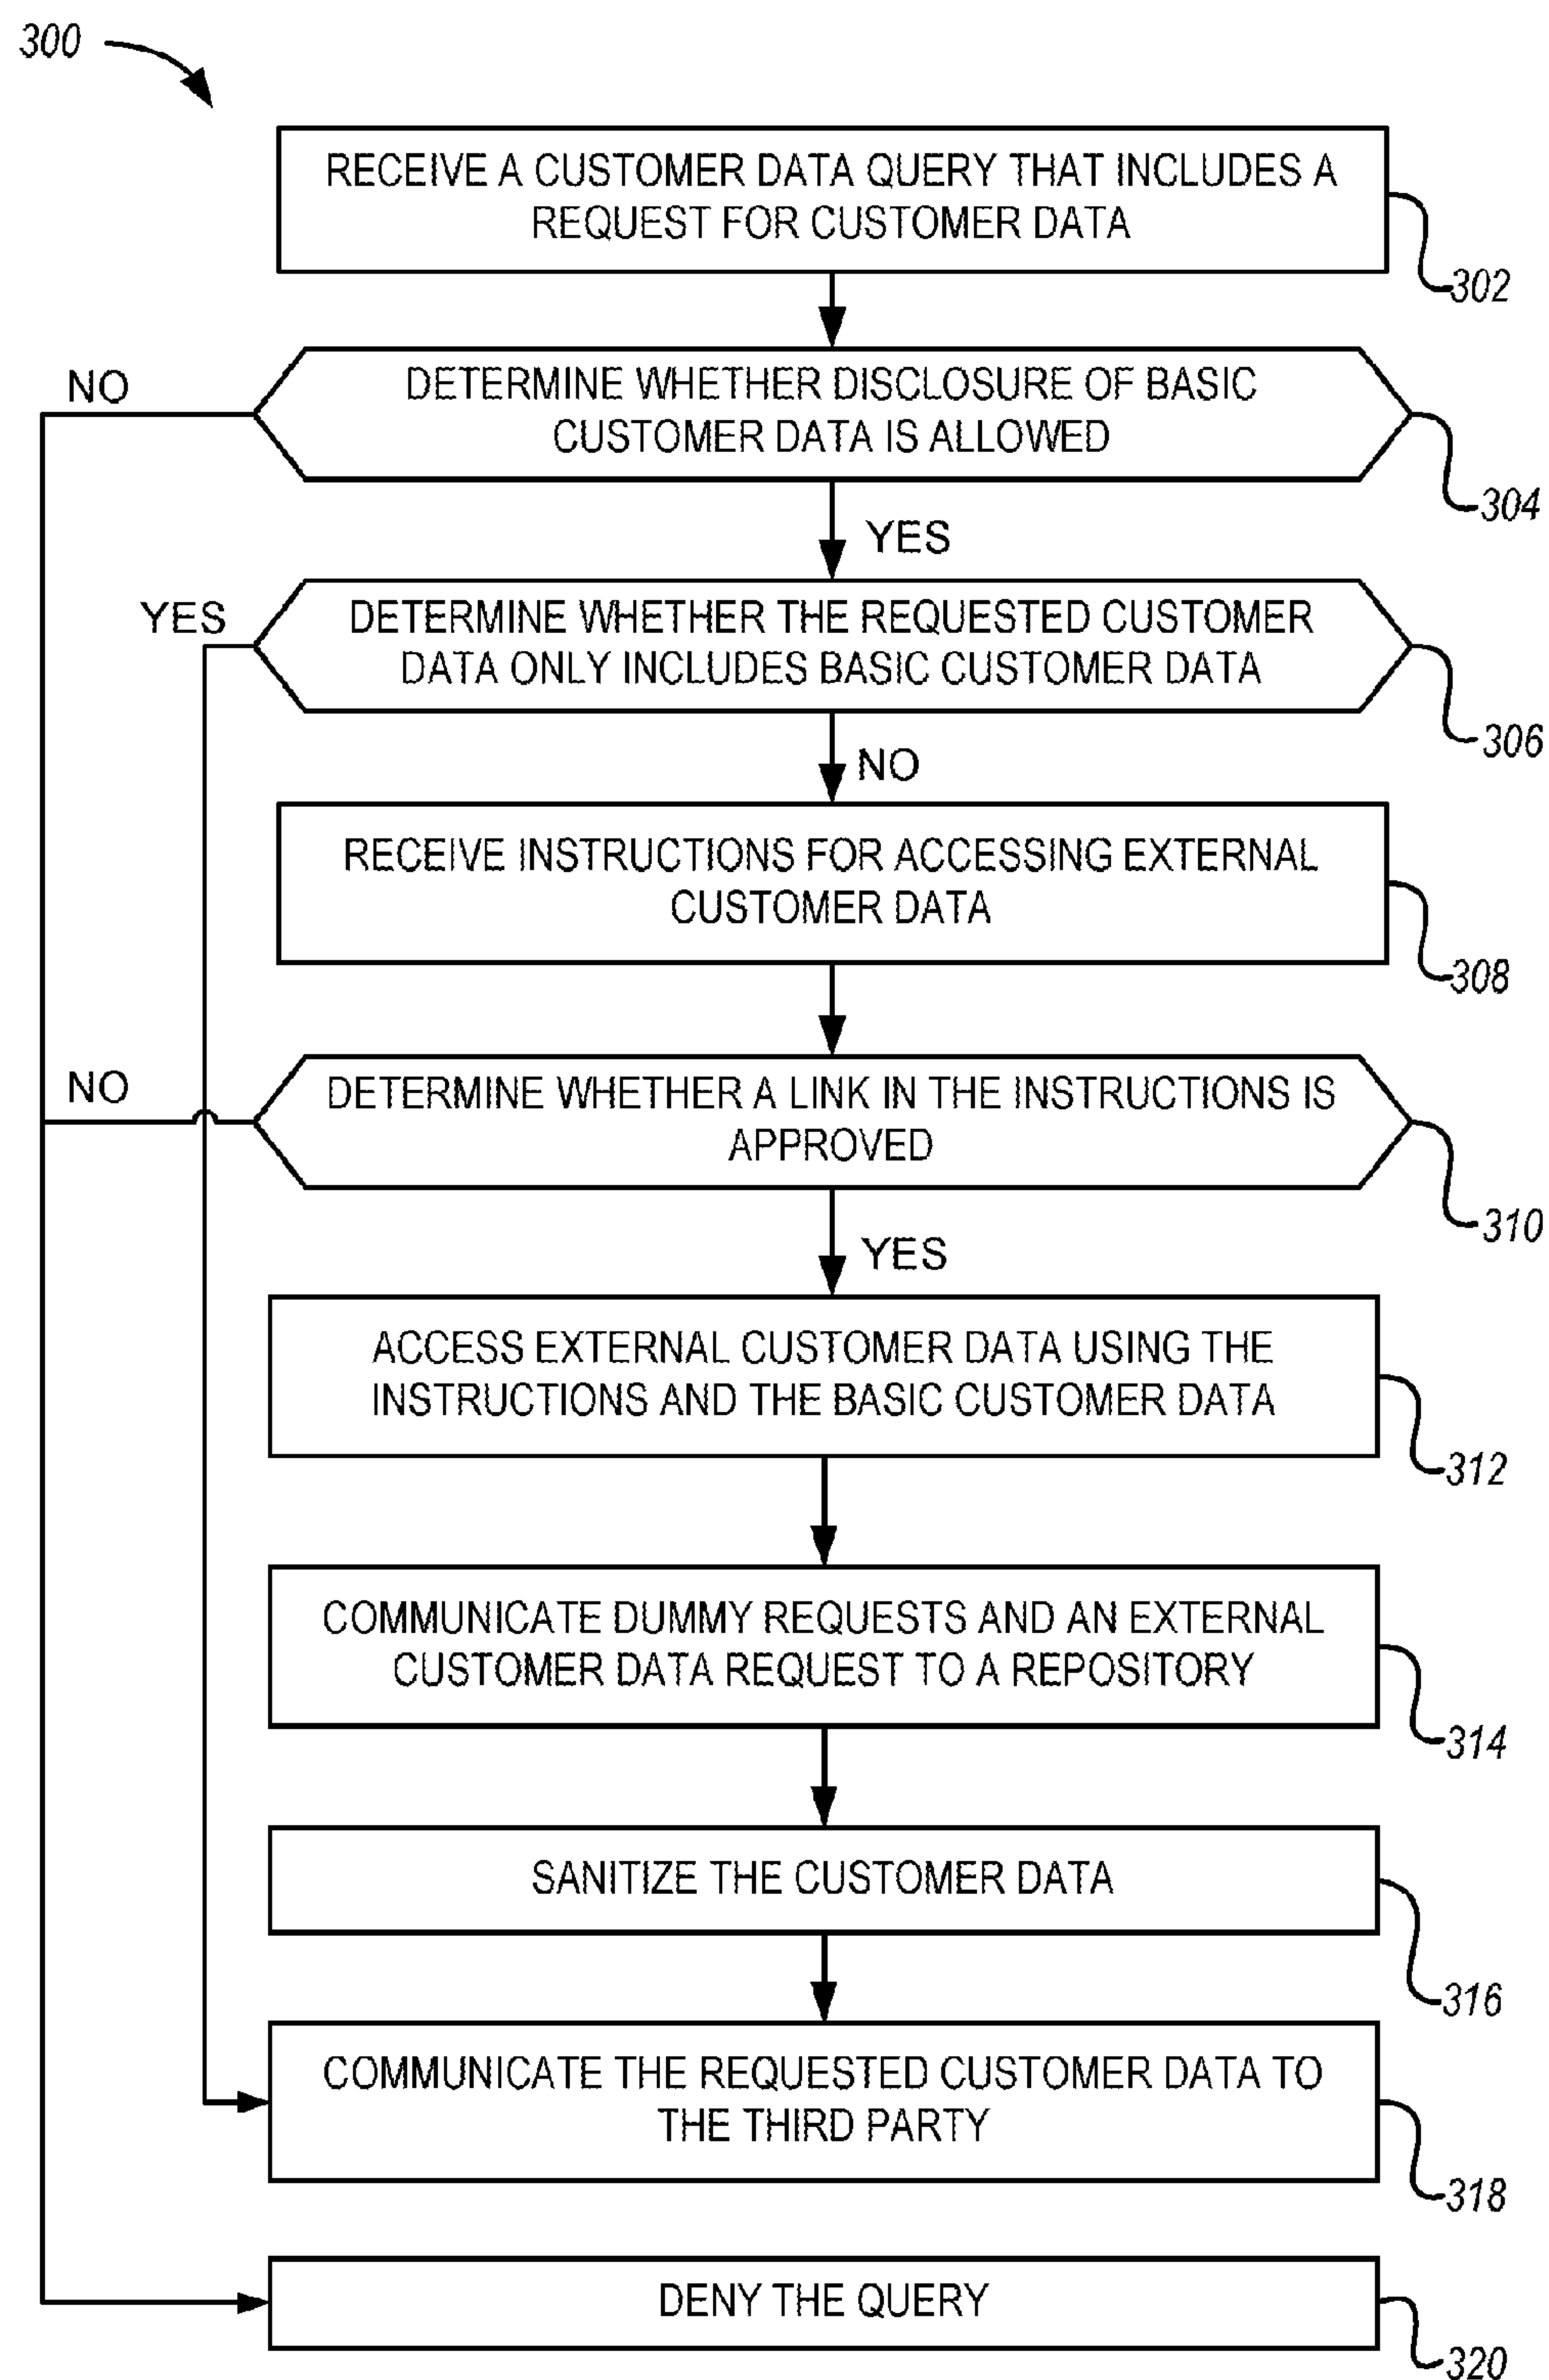 300
RECEIVE A CUSTOMER DATA QUERY THAT INCLUDES A
REQUEST FOR CUSTOMER DATA
302
NO
DETERMINE WHETHER DISCLOSURE OF BASIC
CUSTOMER DATA IS ALLOWED
304
YES
YES
DETERMINE WHETHER THE REQUESTED CUSTOMER
DATA ONLY INCLUDES BASIC CUSTOMER DATA
306
NO
RECEIVE INSTRUCTIONS FOR ACCESSING EXTERNAL
CUSTOMER DATA
308
NO
DETERMINE WHETHER A LINK IN THE INSTRUCTIONS IS
APPROVED
310
YES
ACCESS EXTERNAL CUSTOMER DATA USING THE
INSTRUCTIONS AND THE BASIC CUSTOMER DATA
312
COMMUNICATE DUMMY REQUESTS AND AN EXTERNAL
CUSTOMER DATA REQUEST TO A REPOSITORY
314
SANITIZE THE CUSTOMER DATA
316
COMMUNICATE THE REQUESTED CUSTOMER DATA TO
THE THIRD PARTY
318
DENY THE QUERY
320